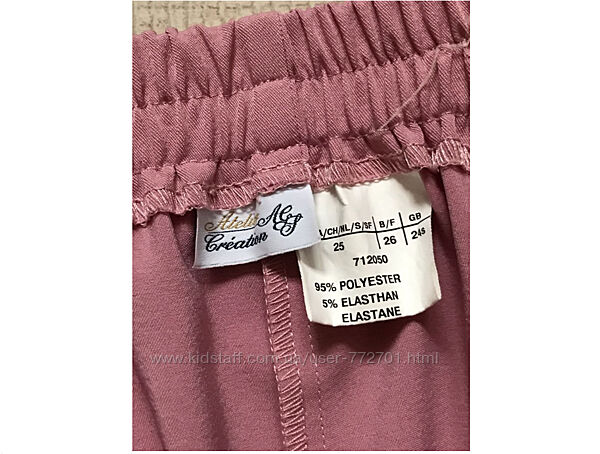 Atelier
Création
/CH/NL/S/SF B/F GB
25 26 24s
712050
95% POLYESTER
5% ELASTHAN
ELASTANE
www.kidstaff.com.ua/user-772701.html